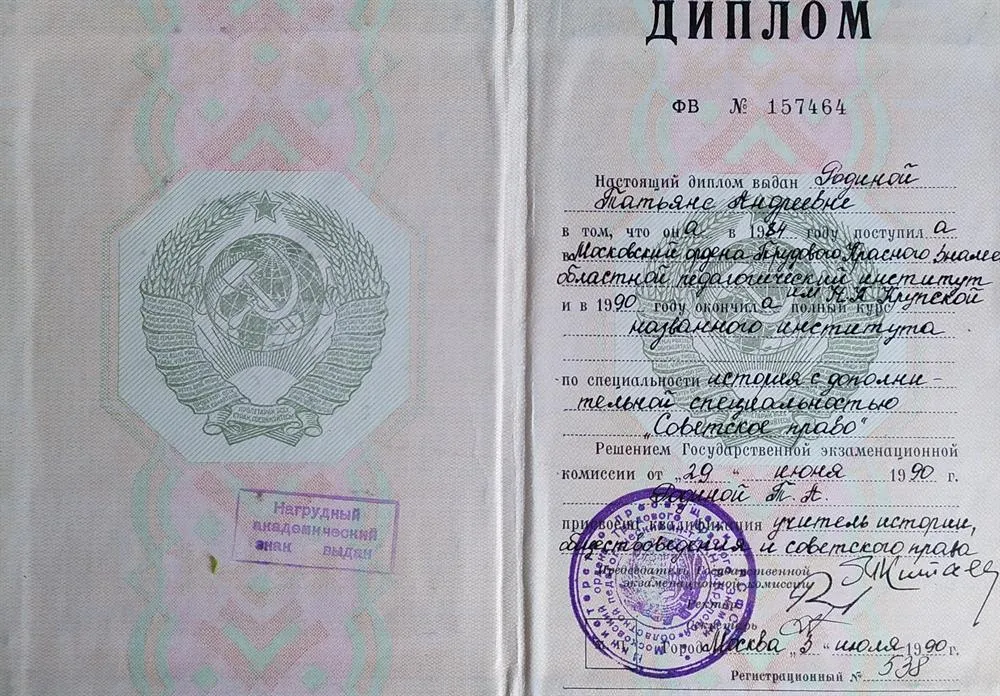 Нагрудный
академический
знак выдан
ДИПЛОМ
ФВ № 157464
Настоящий диплом выдан Родиной
Татьяне Андреевне
в том, что она в 1984 году поступила
в Московский ордена Трудового Красного Знаме
областной педагогический институт
им Н.К. Крупской
и в 1990 году окончила полный курс
названного института
по специальности история с дополни-
тельной специальностью
„Советское право"
Решением Государственной экзаменационной
комиссии от „29" июня 1990 г.
Родиной Т. А.
присвоена квалификация учитель истории,
обществоведения и советского права
Председатель Государственной
экзаменационной комиссии
Ректор
Секретарь
Город Москва „3" июля 1990 г.
Регистрационный № 538